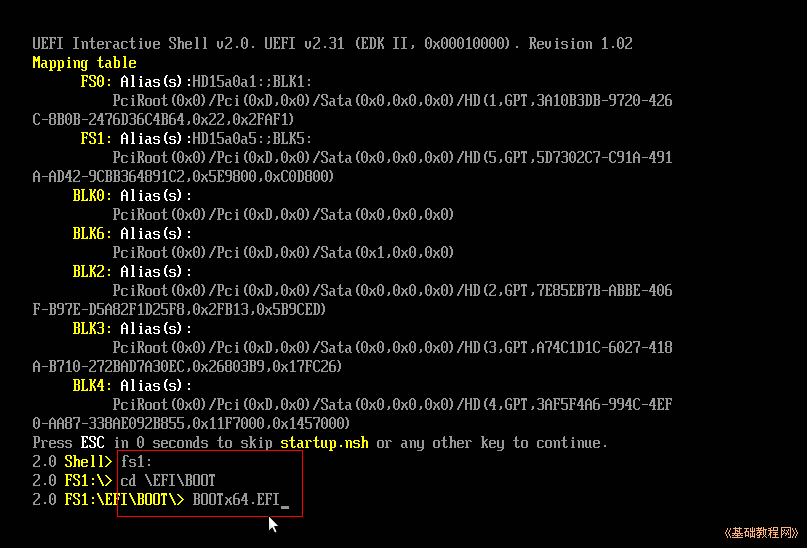 UEFI Interactive Shell v2.0. UEFI v2.31 (EDK II, 0x00010000). Revision 1.02
Mapping table
FS0: Alias(s):HD15a0a1:;BLK1:
PciRoot(0x0)/Pci(0xD,0x0)/Sata(0x0,0x0,0x0)/HD(1,GPT,3A10B3DB-9720-426
C-8B0B-2476D36C4B64,0x22,0x2FAF1)
FS1: Alias(s):HD15a0a5:;BLK5:
PciRoot(0x0)/Pci(0xD,0x0)/Sata(0x0,0x0,0x0)/HD(5,GPT,5D7302C7-C91A-491
A-AD42-9CBB364891C2,0x5E9800,0xC0D800)
BLK0: Alias(s):
PciRoot(0x0)/Pci(0xD,0x0)/Sata(0x0,0x0,0x0)
BLK6: Alias(s):
PciRoot(0x0)/Pci(0xD,0x0)/Sata(0x1,0x0,0x0)
BLK2: Alias(s):
PciRoot(0x0)/Pci(0xD,0x0)/Sata(0x0,0x0,0x0)/HD(2,GPT,7E85EB7B-ABBE-406
F-B97E-D5A82F1D25F8,0x2FB13,0x5B9CED)
BLK3: Alias(s):
PciRoot(0x0)/Pci(0xD,0x0)/Sata(0x0,0x0,0x0)/HD(3,GPT,A74C1D1C-6027-418
A-B710-272BAD7A30EC,0x26803B9,0x17FC26)
BLK4: Alias(s):
PciRoot(0x0)/Pci(0xD,0x0)/Sata(0x0,0x0,0x0)/HD(4,GPT,3AF5F4A6-994C-4EF
0-AA87-338AE092B855,0x11F7000,0x1457000)
Press ESC in 0 seconds to skip startup.nsh or any other key to continue.
2.0 Shell> fs1:
2.0 FS1:\> cd \EFI\BOOT
2.0 FS1:\EFI\BOOT\> BOOTx64.EFI_
《基础教程网》